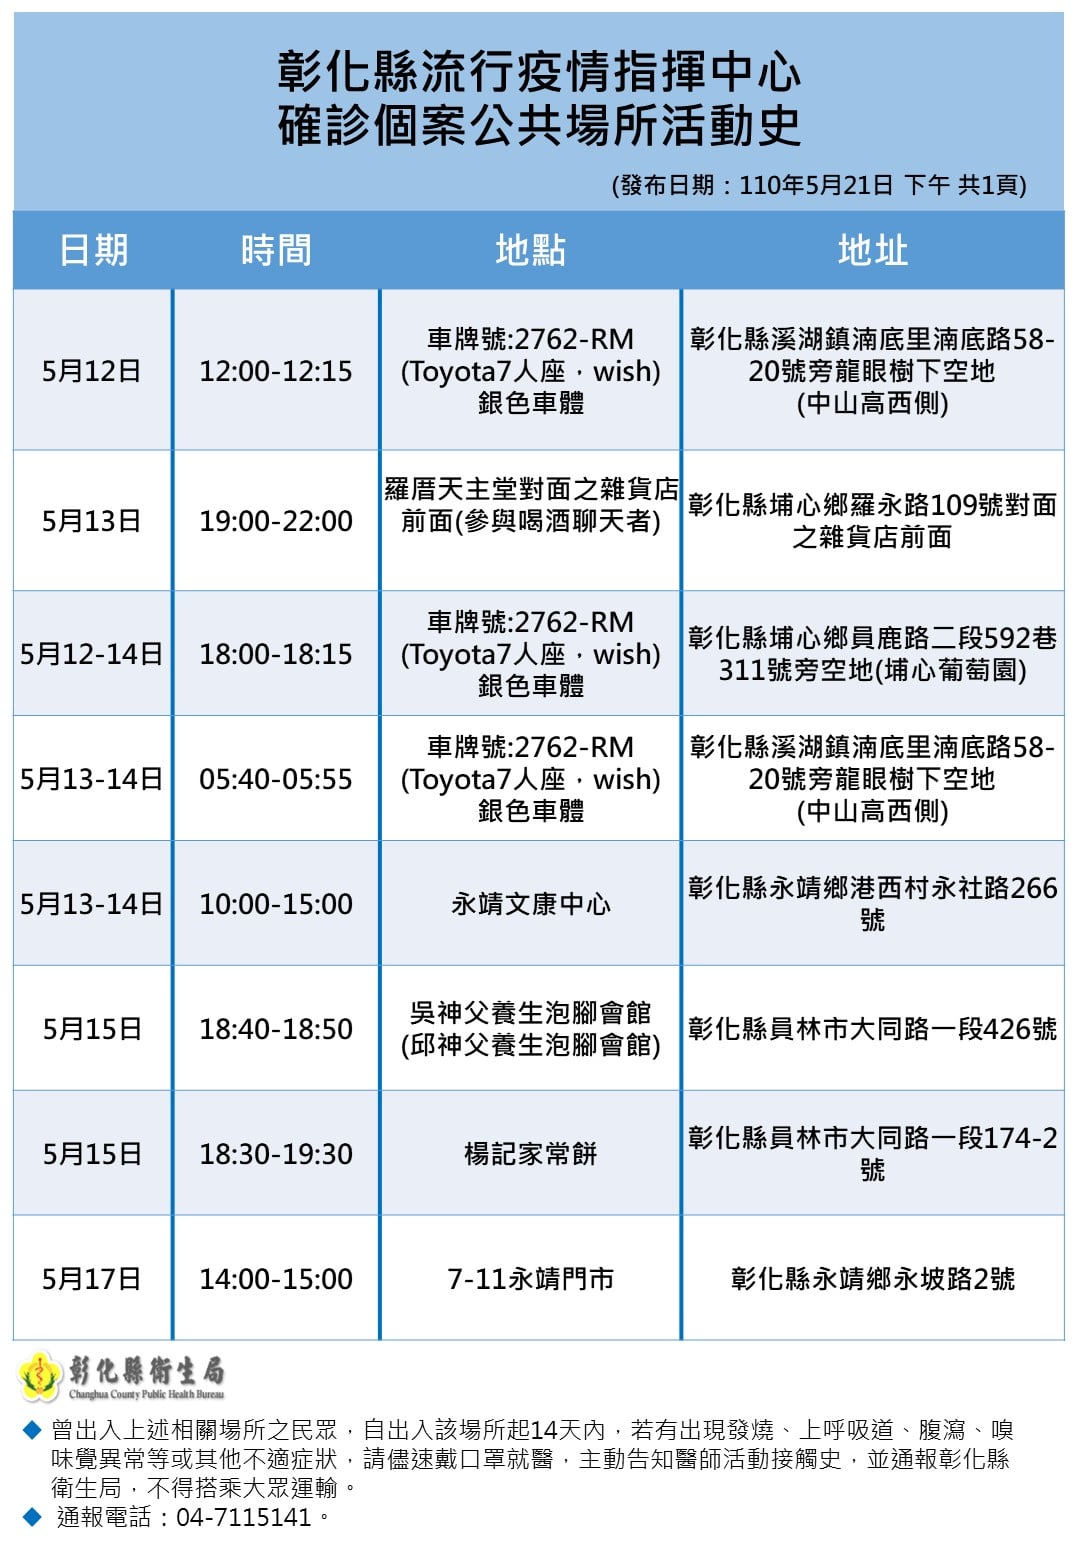 彰化縣流行疫情指揮中心
確診個案公共場所活動史
(發布日期：110年5月21日 下午 共1頁)
日期 時間 地點 地址
5月12日 12:00-12:15 車牌號:2762-RM
(Toyota7人座，wish)
銀色車體 彰化縣溪湖鎮湳底里湳底路58-
20號旁龍眼樹下空地
(中山高西側)
5月13日 19:00-22:00 羅厝天主堂對面之雜貨店
前面(參與喝酒聊天者) 彰化縣埔心鄉羅永路109號對面
之雜貨店前面
5月12-14日 18:00-18:15 車牌號:2762-RM
(Toyota7人座，wish)
銀色車體 彰化縣埔心鄉員鹿路二段592巷
311號旁空地(埔心葡萄園)
5月13-14日 05:40-05:55 車牌號:2762-RM
(Toyota7人座，wish)
銀色車體 彰化縣溪湖鎮湳底里湳底路58-
20號旁龍眼樹下空地
(中山高西側)
5月13-14日 10:00-15:00 永靖文康中心 彰化縣永靖鄉港西村永社路266
號
5月15日 18:40-18:50 吳神父養生泡腳會館
(邱神父養生泡腳會館) 彰化縣員林市大同路一段426號
5月15日 18:30-19:30 楊記家常餅 彰化縣員林市大同路一段174-2
號
5月17日 14:00-15:00 7-11永靖門市 彰化縣永靖鄉永坡路2號
彰化縣衛生局
Changhua County Public Health Bureau
◆ 曾出入上述相關場所之民眾，自出入該場所起14天內，若有出現發燒、上呼吸道、腹瀉、嗅
味覺異常等或其他不適症狀，請儘速戴口罩就醫，主動告知醫師活動接觸史，並通報彰化縣
衛生局，不得搭乘大眾運輸。
◆ 通報電話：04-7115141。